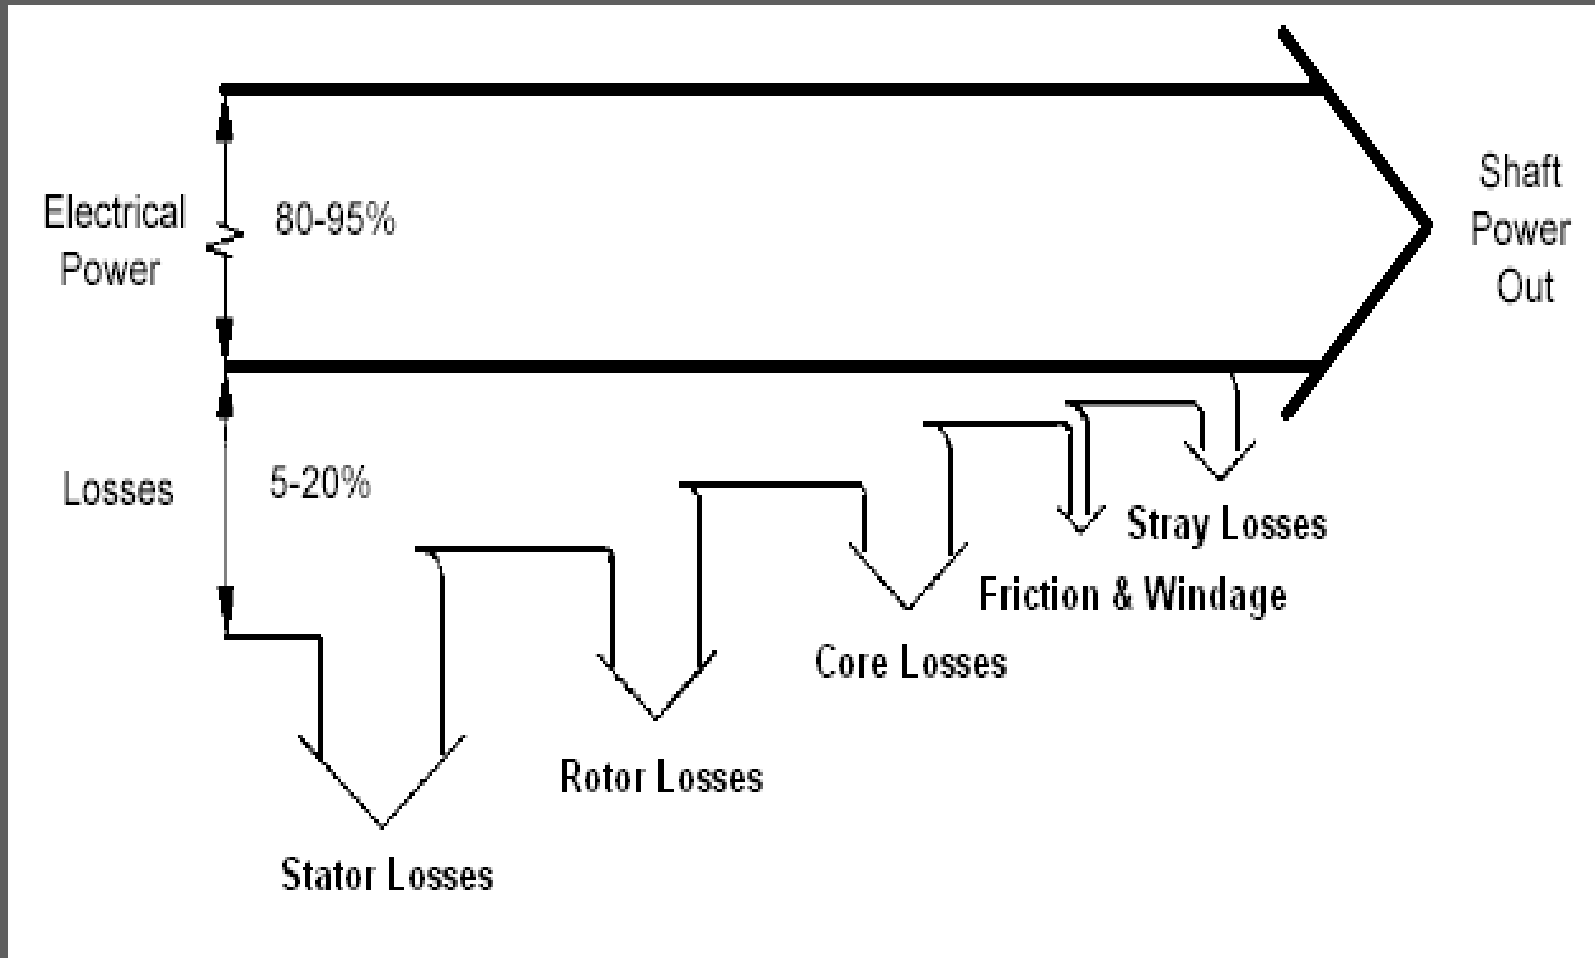 Electrical
Power
80-95%
Shaft
Power
Out
Losses
5-20%
Stray Losses
Friction & Windage
Core Losses
Rotor Losses
Stator Losses